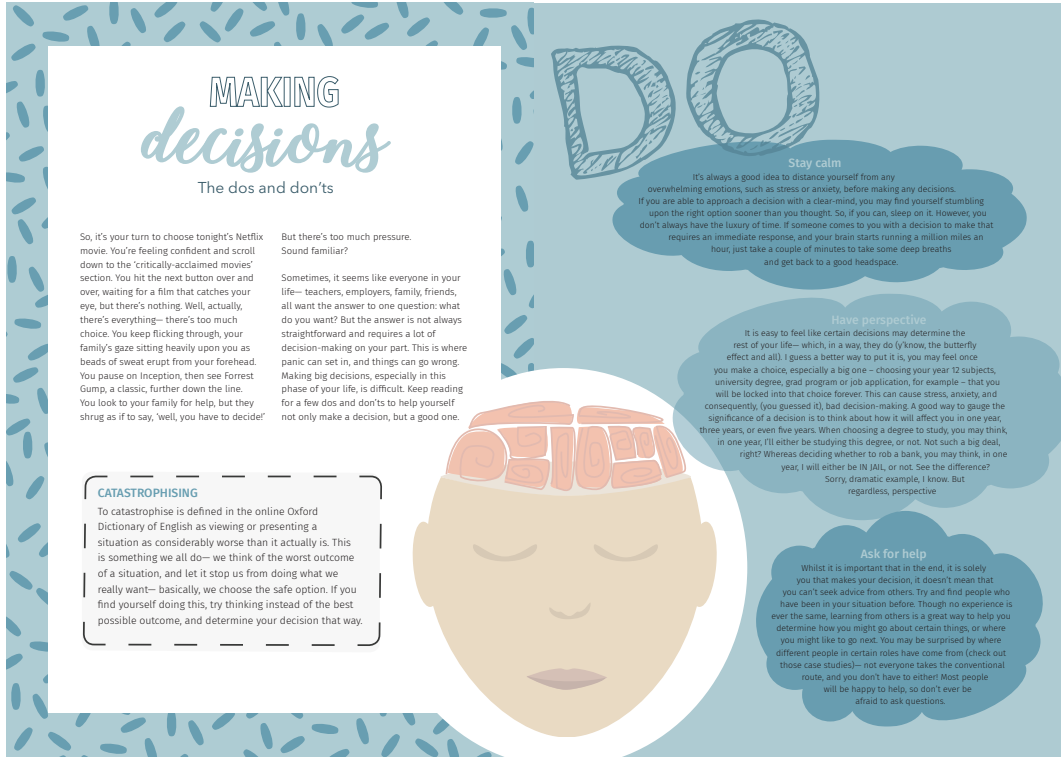 MAKING
decisions
The dos and don'ts
So, it's your turn to choose tonight's Netflix
movie. You're feeling confident and scroll
down to the 'critically-acclaimed movies'
section. You hit the next button over and
over, waiting for a film that catches your
eye, but there's nothing. Well, actually,
there's everything— there's too much
choice. You keep flicking through, your
family's gaze sitting heavily upon you as
beads of sweat erupt from your forehead.
You pause on Inception, then see Forrest
Gump, a classic, further down the line.
You look to your family for help, but they
shrug as if to say, 'well, you have to decide!'
But there's too much pressure.
Sound familiar?
Sometimes, it seems like everyone in your
life— teachers, employers, family, friends,
all want the answer to one question: what
do you want? But the answer is not always
straightforward and requires a lot of
decision-making on your part. This is where
panic can set in, and things can go wrong.
Making big decisions, especially in this
phase of your life, is difficult. Keep reading
for a few dos and don'ts to help yourself
not only make a decision, but a good one.
CATASTROPHISING
To catastrophise is defined in the online Oxford
Dictionary of English as viewing or presenting a
situation as considerably worse than it actually is. This
is something we all do— we think of the worst outcome
of a situation, and let it stop us from doing what we
really want— basically, we choose the safe option. If you
find yourself doing this, try thinking instead of the best
possible outcome, and determine your decision that way.
DO
Stay calm
It's always a good idea to distance yourself from any
overwhelming emotions, such as stress or anxiety, before making any decisions.
If you are able to approach a decision with a clear-mind, you may find yourself stumbling
upon the right option sooner than you thought. So, if you can, sleep on it. However, you
don't always have the luxury of time. If someone comes to you with a decision to make that
requires an immediate response, and your brain starts running a million miles an
hour, just take a couple of minutes to take some deep breaths
and get back to a good headspace.
Have perspective
It is easy to feel like certain decisions may determine the
rest of your life— which, in a way, they do (y'know, the butterfly
effect and all). I guess a better way to put it is, you may feel once
you make a choice, especially a big one – choosing your year 12 subjects,
university degree, grad program or job application, for example – that you
will be locked into that choice forever. This can cause stress, anxiety, and
consequently, (you guessed it), bad decision-making. A good way to gauge the
significance of a decision is to think about how it will affect you in one year,
three years, or even five years. When choosing a degree to study, you may think,
in one year, I'll either be studying this degree, or not. Not such a big deal,
right? Whereas deciding whether to rob a bank, you may think, in one
year, I will either be IN JAIL, or not. See the difference?
Sorry, dramatic example, I know. But
regardless, perspective
Ask for help
Whilst it is important that in the end, it is solely
you that makes your decision, it doesn't mean that
you can't seek advice from others. Try and find people who
have been in your situation before. Though no experience is
ever the same, learning from others is a great way to help you
determine how you might go about certain things, or where
you might like to go next. You may be surprised by where
different people in certain roles have come from (check out
those case studies)— not everyone takes the conventional
route, and you don't have to either! Most people
will be happy to help, so don't ever be
afraid to ask questions.